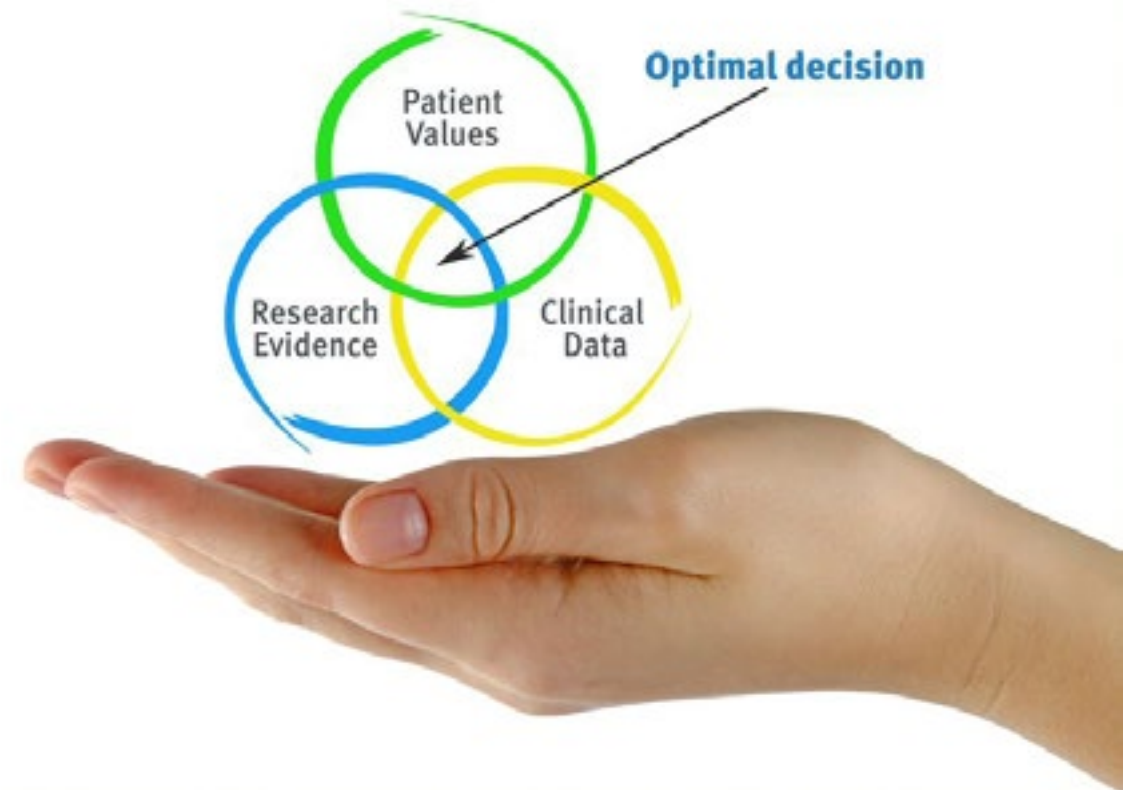 Optimal decision
Patient
Values
Research
Evidence
Clinical
Data